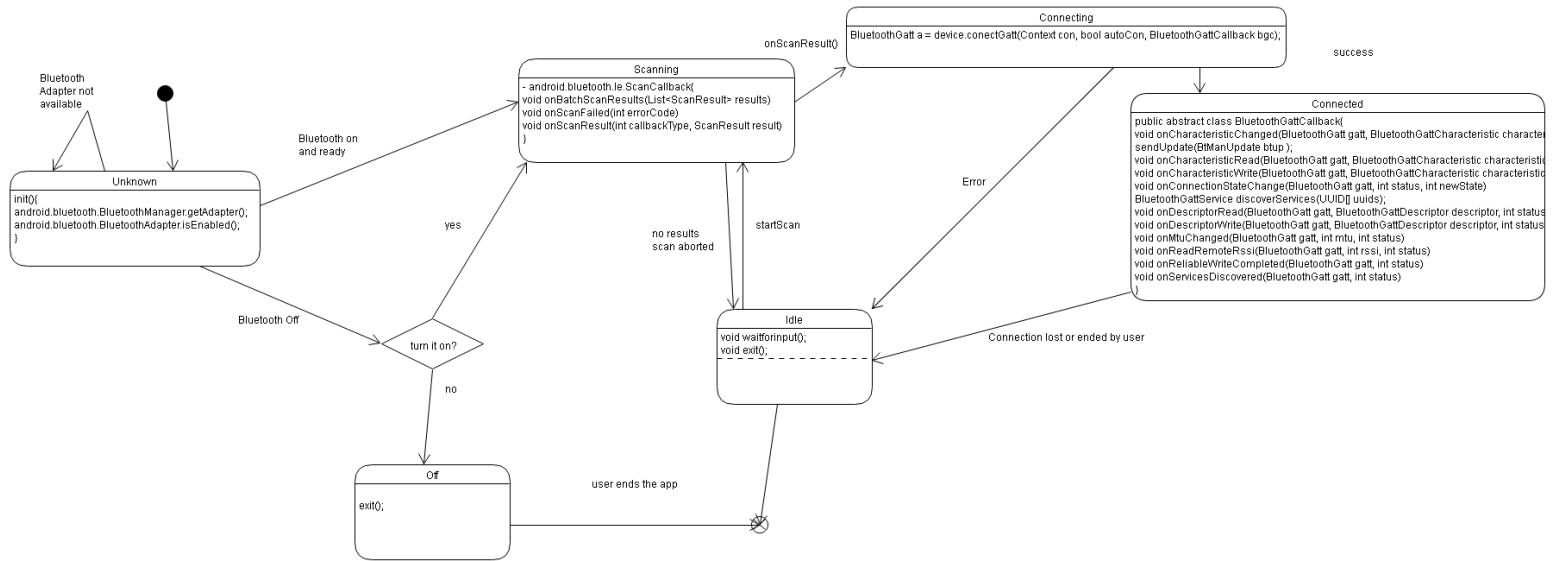 Connecting
BluetoothGatt a = device.conectGatt(Context con, bool autoCon, BluetoothGattCallback bgc);
onScanResult()
success
Bluetooth
Adapter not
available
Scanning
- android.bluetooth.le.ScanCallback{
void onBatchScanResults(List<ScanResult> results)
void onScanFailed(int errorCode)
void onScanResult(int callbackType, ScanResult result)
}
Connected
public abstract class BluetoothGattCallback{
void onCharacteristicChanged(BluetoothGatt gatt, BluetoothGattCharacteristic character
sendUpdate(BtManUpdate btup );
void onCharacteristicRead(BluetoothGatt gatt, BluetoothGattCharacteristic characteristic
void onCharacteristicWrite(BluetoothGatt gatt, BluetoothGattCharacteristic characteristic
void onConnectionStateChange(BluetoothGatt gatt, int status, int newState)
BluetoothGattService discoverServices(UUID[] uuids);
void onDescriptorRead(BluetoothGatt gatt, BluetoothGattDescriptor descriptor, int status
void onDescriptorWrite(BluetoothGatt gatt, BluetoothGattDescriptor descriptor, int status
void onMtuChanged(BluetoothGatt gatt, int mtu, int status)
void onReadRemoteRssi(BluetoothGatt gatt, int rssi, int status)
void onReliableWriteCompleted(BluetoothGatt gatt, int status)
void onServicesDiscovered(BluetoothGatt gatt, int status)
}
Bluetooth on
and ready
Unknown
init(){
android.bluetooth.BluetoothManager.getAdapter();
android.bluetooth.BluetoothAdapter.isEnabled();
}
Error
yes
no results
scan aborted
startScan
Bluetooth Off
turn it on?
Idle
void waitforinput();
void exit();
Connection lost or ended by user
no
Off
exit();
user ends the app